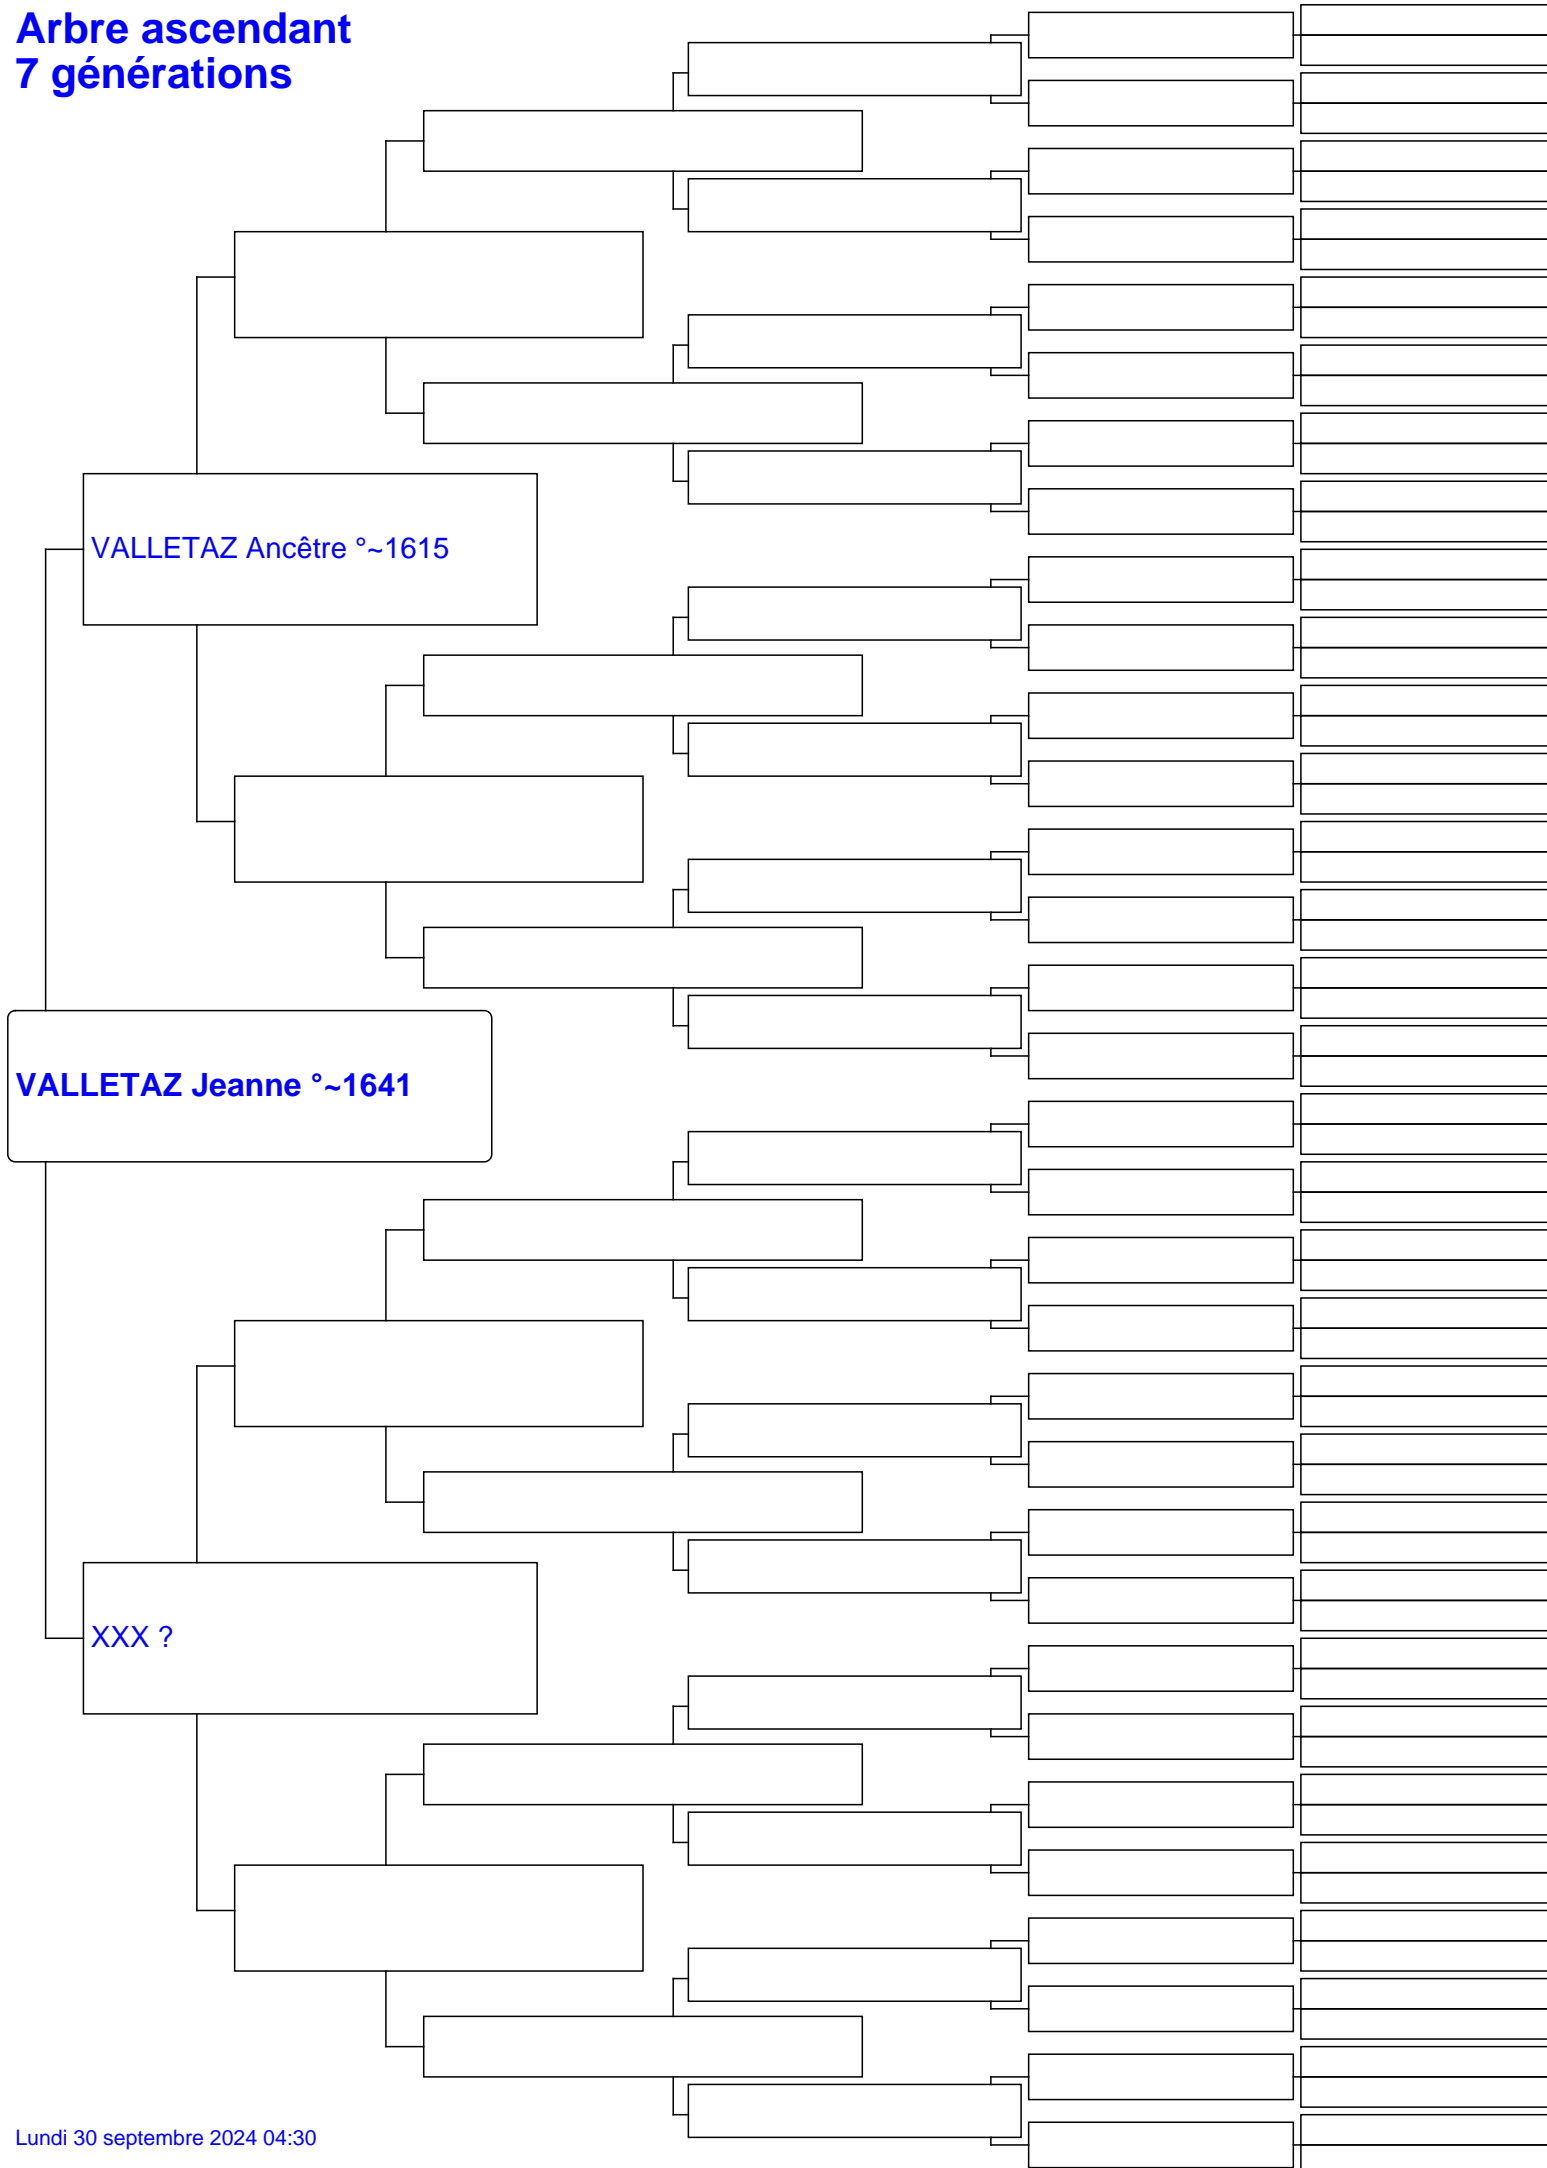 Arbre ascendant
7 générations
VALLETAZ Ancêtre °~1615
VALLETAZ Jeanne °~1641
XXX ?
Lundi 30 septembre 2024 04:30